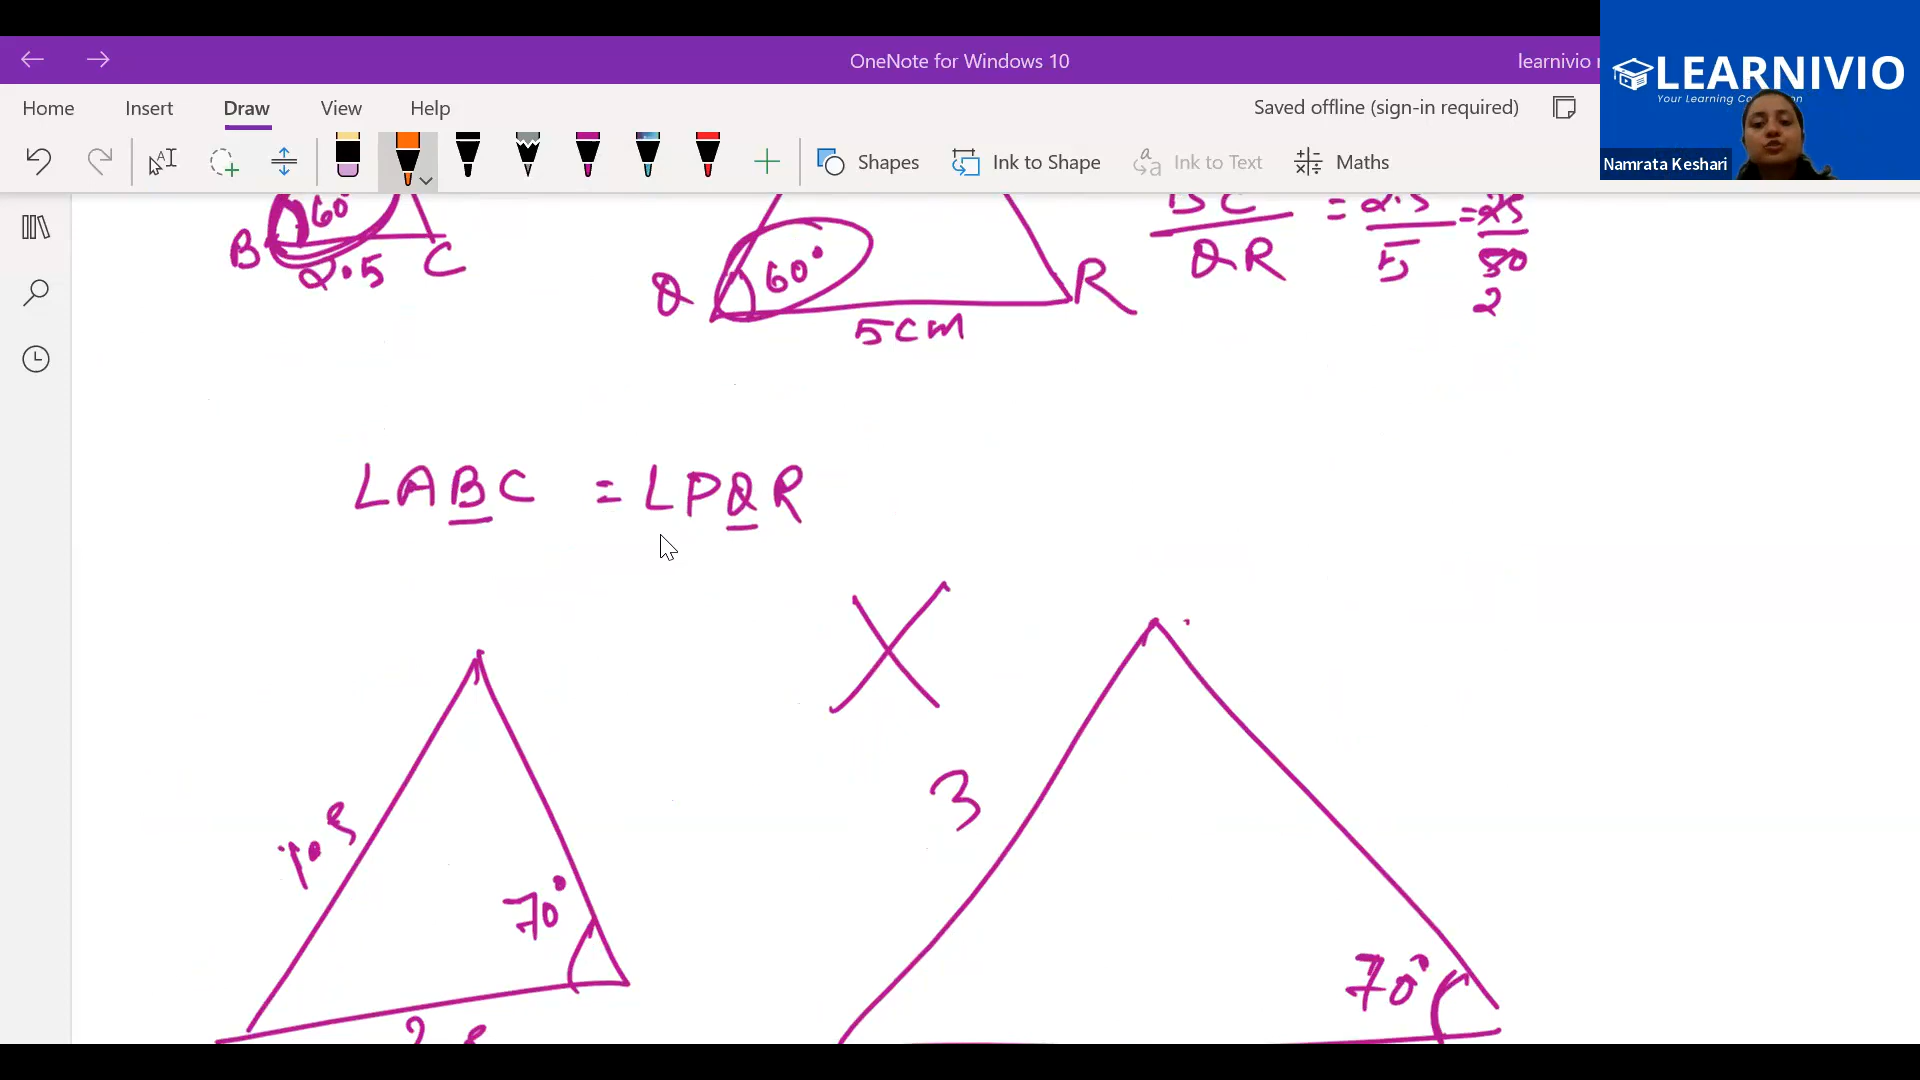 OneNote for Windows 10
learnivio
LEARNIVIO
Home Insert Draw View Help
Saved offline (sign-in required)
Shapes Ink to Shape Ink to Text Maths
Namrata Keshari
60°
B 2.5 C
Q 60° R
5cm
BC/QR = 2.5/5 = 25/50
2
∠ABC = ∠PQR
3
70°
70°